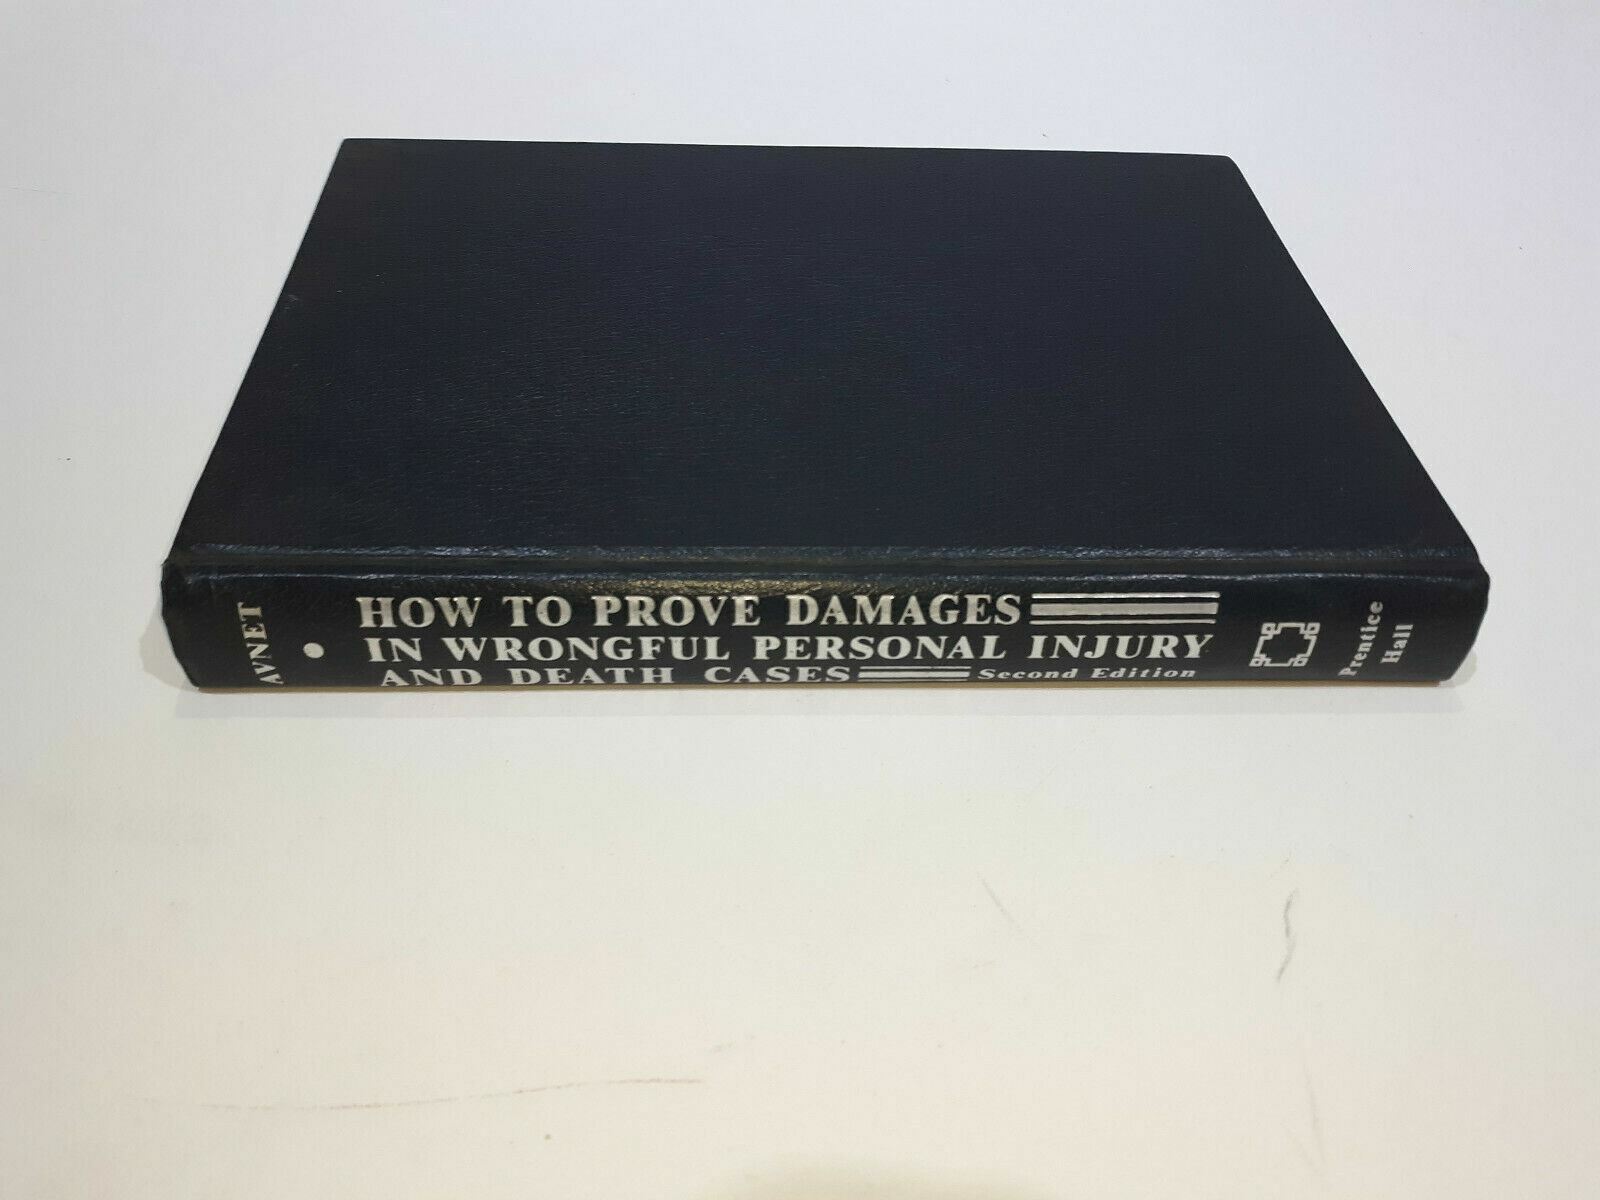 AVNET
HOW TO PROVE DAMAGES
IN WRONGFUL PERSONAL INJURY
AND DEATH CASES Second Edition
Prentice
Hall